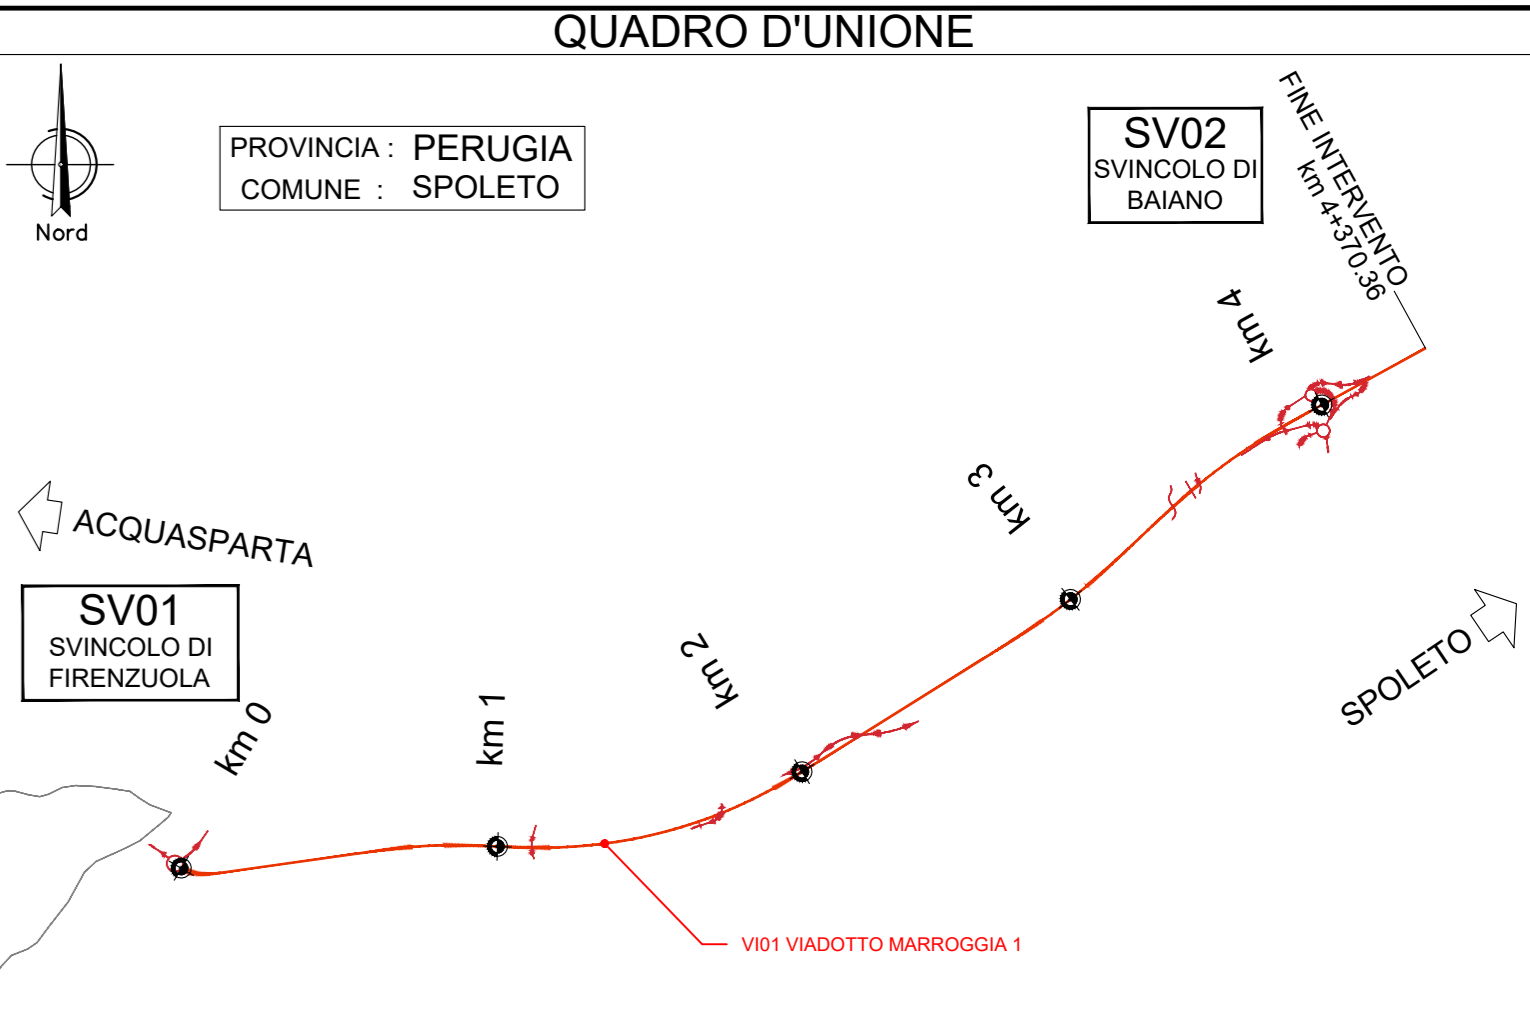 QUADRO D'UNIONE
Nord
PROVINCIA : PERUGIA
COMUNE : SPOLETO
SV02
SVINCOLO DI
BAIANO
FINE INTERVENTO
km 4+370.36
km 4
km 3
ACQUASPARTA
SV01
SVINCOLO DI
FIRENZUOLA
km 2
SPOLETO
km 1
km 0
VI01 VIADOTTO MARROGGIA 1